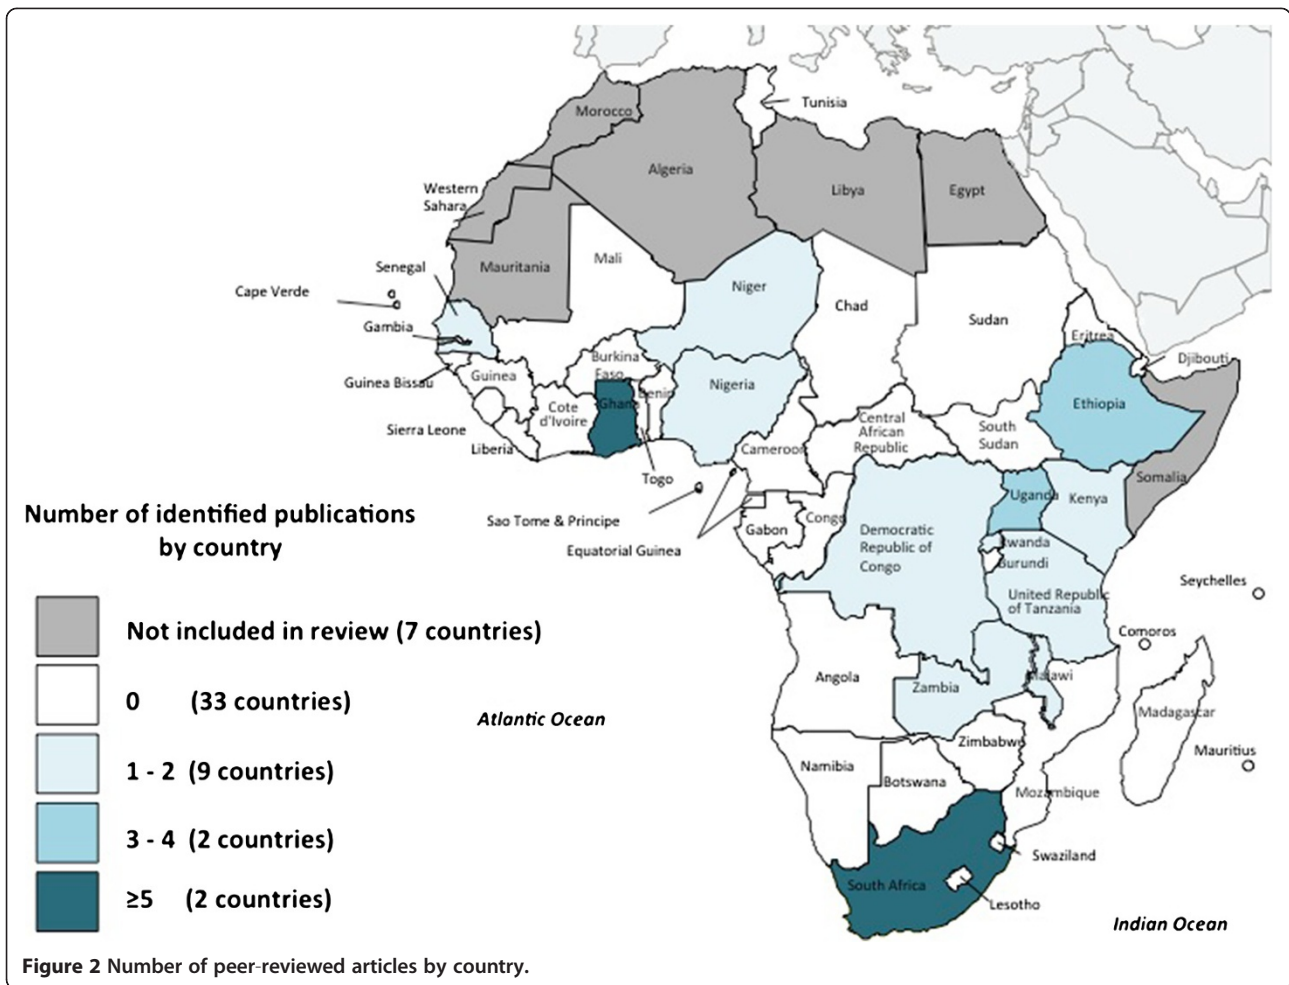 Morocco
Tunisia
Algeria
Libya
Egypt
Western
Sahara
Mauritania
Mali
Niger
Chad
Sudan
Senegal
Cape Verde
Gambia
Eritrea
Djibouti
Burkina
Faso
Guinea Bissau
Guinea
Benin
Nigeria
Ghana
Cote
d'Ivoire
Ethiopia
Central
African
Republic
South
Sudan
Sierra Leone
Liberia
Cameroon
Togo
Somalia
Uganda
Kenya
Sao Tome & Principe
Equatorial Guinea
Gabon
Congo
Democratic
Republic of
Congo
Rwanda
Burundi
United Republic
of Tanzania
Seychelles
Comoros
Angola
Zambia
Malawi
Madagascar
Mauritius
Atlantic Ocean
Zimbabwe
Namibia
Botswana
Mozambique
Swaziland
South Africa
Lesotho
Indian Ocean
Number of identified publications
by country
Not included in review (7 countries)
0 (33 countries)
1 - 2 (9 countries)
3 - 4 (2 countries)
≥5 (2 countries)
Figure 2 Number of peer-reviewed articles by country.